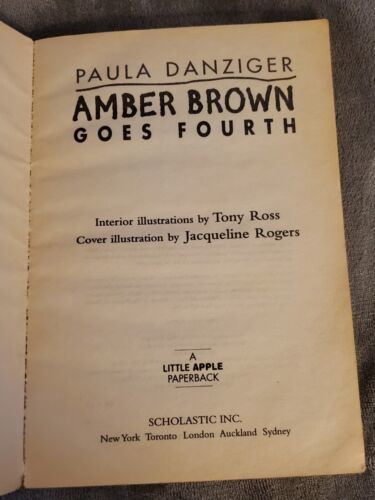 PAULA DANZIGER
AMBER BROWN
GOES FOURTH
Interior illustrations by Tony Ross
Cover illustration by Jacqueline Rogers
A
LITTLE APPLE
PAPERBACK
SCHOLASTIC INC.
New York Toronto London Auckland Sydney